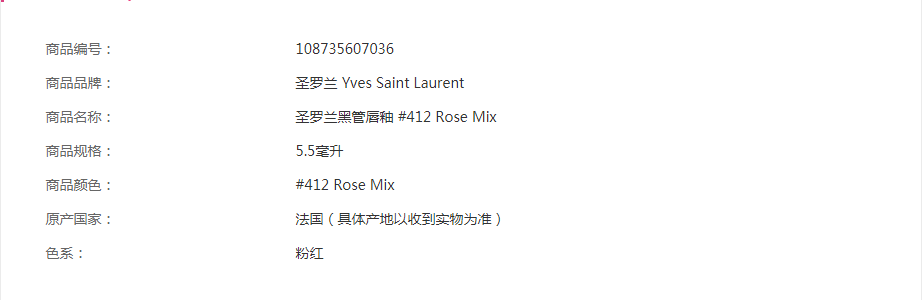 商品编号： 108735607036
商品品牌： 圣罗兰 Yves Saint Laurent
商品名称： 圣罗兰黑管唇釉 #412 Rose Mix
商品规格： 5.5毫升
商品颜色： #412 Rose Mix
原产国家： 法国（具体产地以收到实物为准）
色系： 粉红